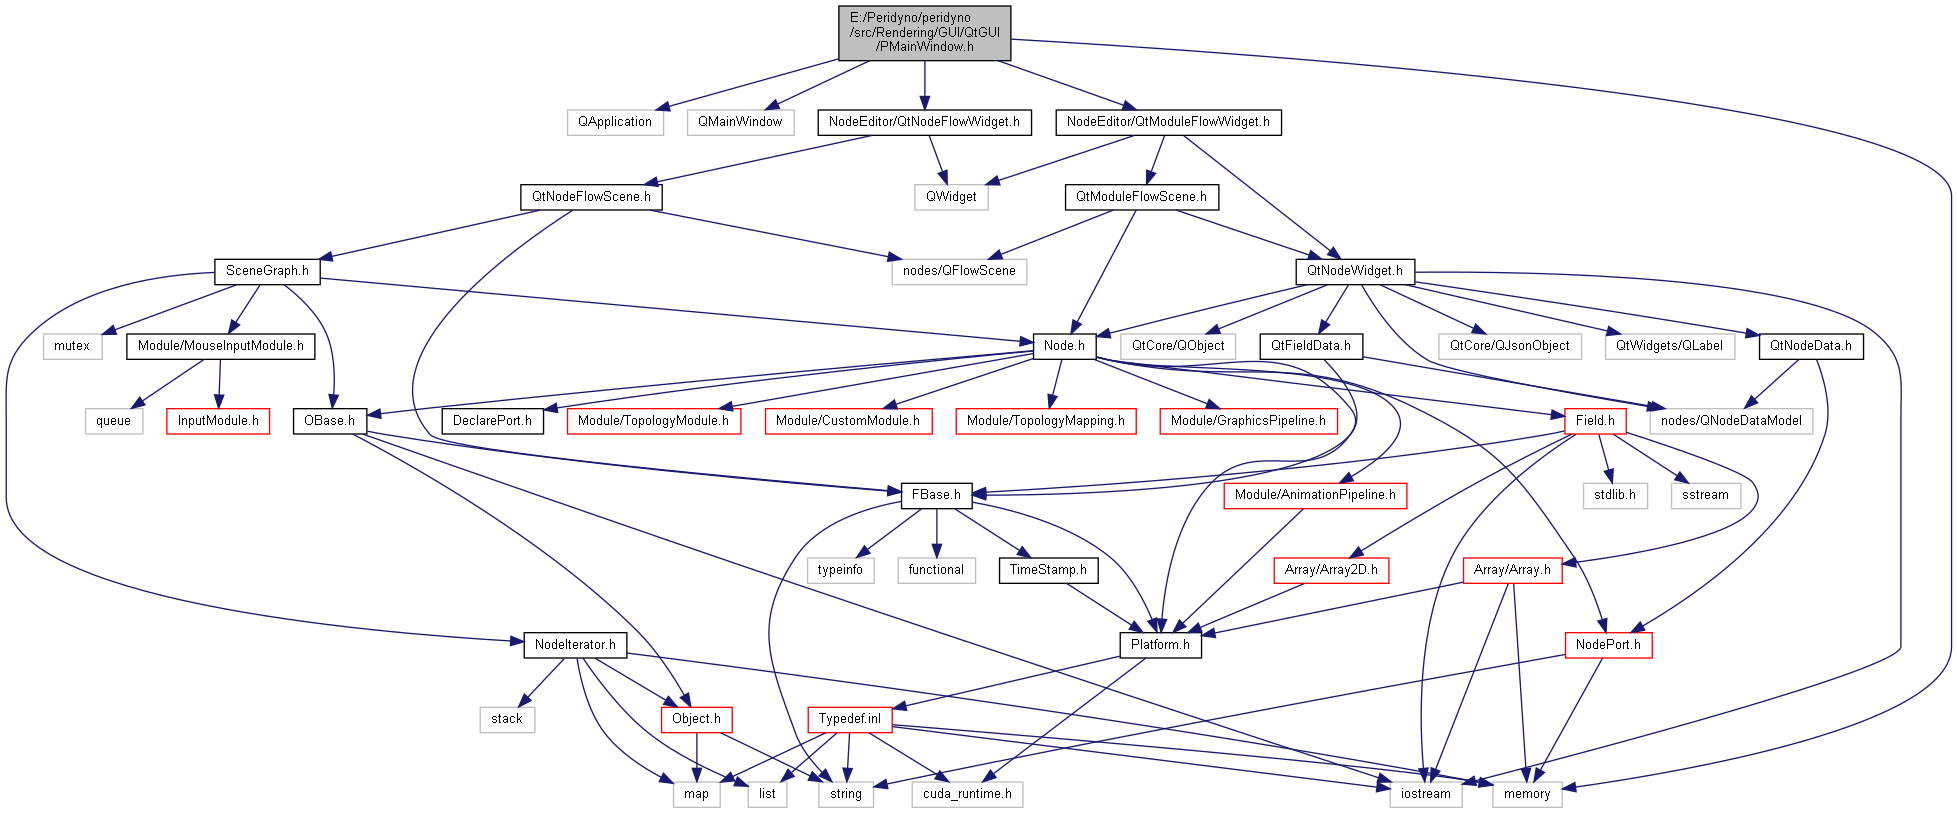 E:/Peridyno/peridyno
/src/Rendering/GUI/QtGUI
/PMainWindow.h
QApplication
QMainWindow
NodeEditor/QtNodeFlowWidget.h
NodeEditor/QtModuleFlowWidget.h
QtNodeFlowScene.h
QWidget
QtModuleFlowScene.h
SceneGraph.h
nodes/QFlowScene
QtNodeWidget.h
mutex
Module/MouseInputModule.h
Node.h
QtCore/QObject
QtFieldData.h
QtCore/QJsonObject
QtWidgets/QLabel
QtNodeData.h
queue
InputModule.h
OBase.h
DeclarePort.h
Module/TopologyModule.h
Module/CustomModule.h
Module/TopologyMapping.h
Module/GraphicsPipeline.h
Field.h
nodes/QNodeDataModel
FBase.h
Module/AnimationPipeline.h
stdlib.h
sstream
typeinfo
functional
TimeStamp.h
Array/Array2D.h
Array/Array.h
NodeIterator.h
Platform.h
NodePort.h
stack
Object.h
Typedef.inl
map
list
string
cuda_runtime.h
iostream
memory